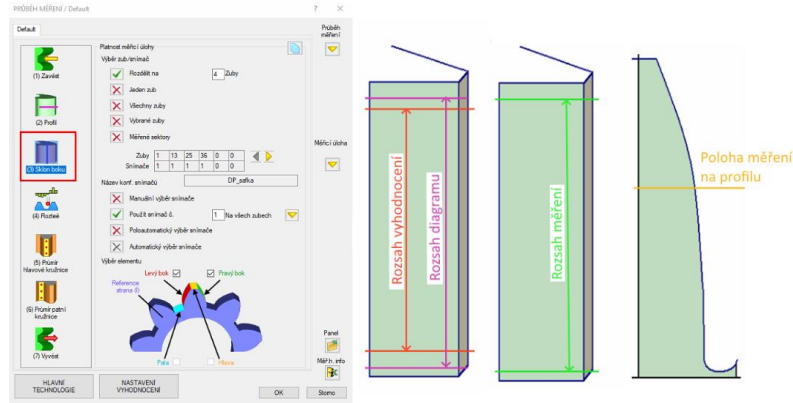 PRŮBĚH MĚŘENÍ / Default
? ×
Default
Průběh
měření
Platnost měřicí úlohy
Výběr zub/snímač
Rozdělit na 4 Zuby
Jeden zub
Všechny zuby
Vybrané zuby
Měřené sektory
Zuby 1 13 25 36 0 0
Snímače 1 1 1 1 0 0
Název konf. snímačů DP_safka
Manuální výběr snímače
Použít snímač č. 1 Na všech zubech
Poloautomatický výběr snímače
Automatický výběr snímače
Výběr elementu
Levý bok Pravý bok
Reference
strana (l)
Pata Hlava
(1) Zavést
(2) Profil
(3) Sklon boku
(4) Rozteč
(5) Průměr
hlavové kružnice
(6) Průměr patní
kružnice
(7) Vyvést
Měřicí úloha
Panel
Měř.h. info
HLAVNÍ
TECHNOLOGIE
NASTAVENÍ
VYHODNOCENÍ
OK
Storno
Rozsah vyhodnocení
Rozsah diagramu
Rozsah měření
Poloha měření
na profilu